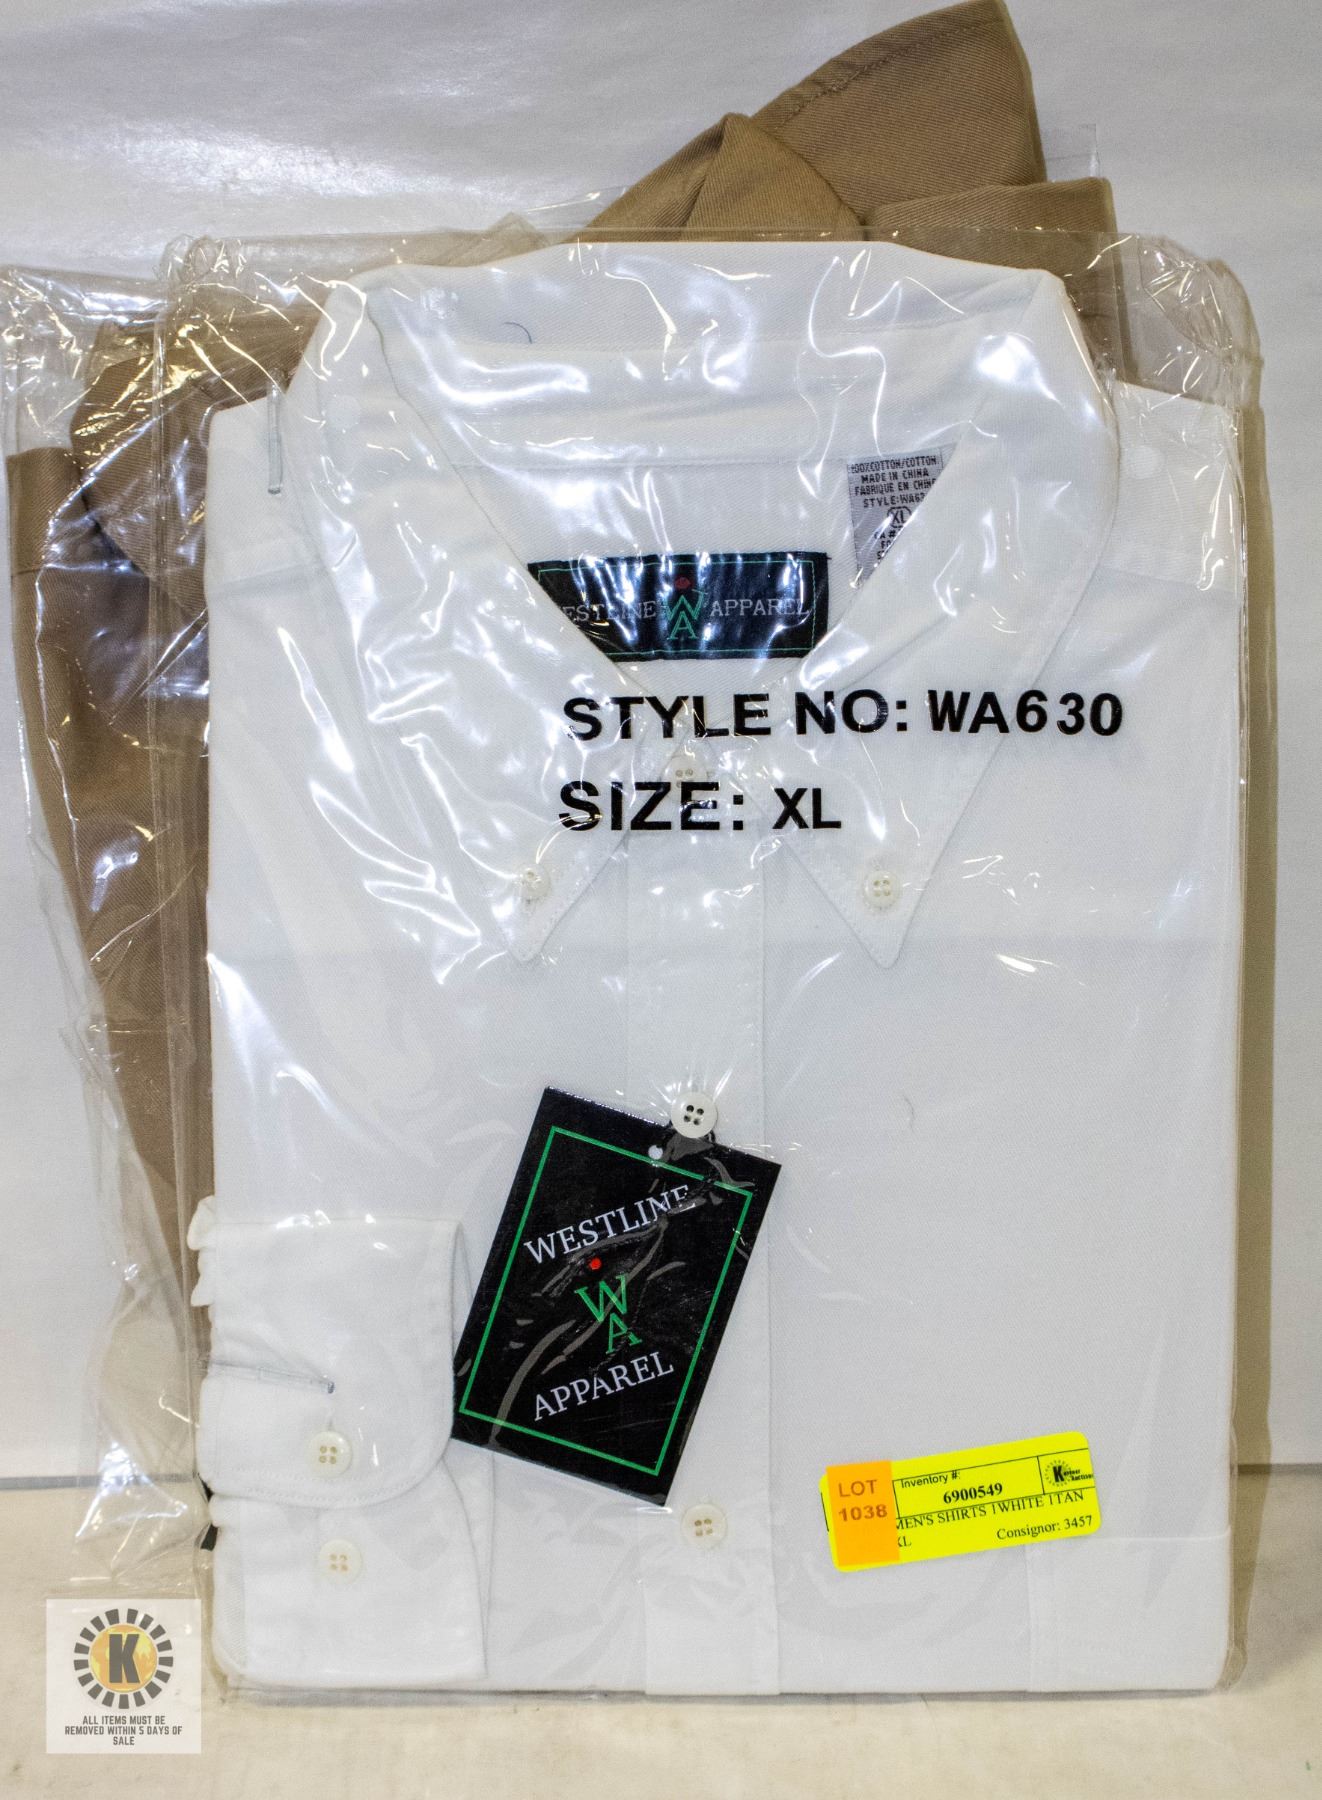 100%COTTON/COTTON
MADE IN CHINA
FABRIQUE EN CHINE
XL
APPAREL
W
A
STYLE NO: WA630
SIZE: XL
WESTLINE
W
A
APPAREL
LOT
1038
Inventory #:
6900549
MEN'S SHIRTS 1WHITE 1TAN
Consignor: 3457
K
ALL ITEMS MUST BE
REMOVED WITHIN 5 DAYS OF
SALE